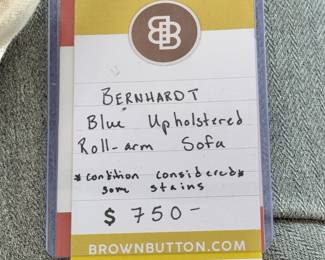 BB
BERNHARDT
Blue Upholstered
Roll-arm Sofa
*condition considered*
some stains
$ 750-
BROWNBUTTON.COM